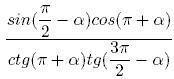 sin(π/2 − α)cos(π + α)
ctg(π + α)tg(3π/2 − α)